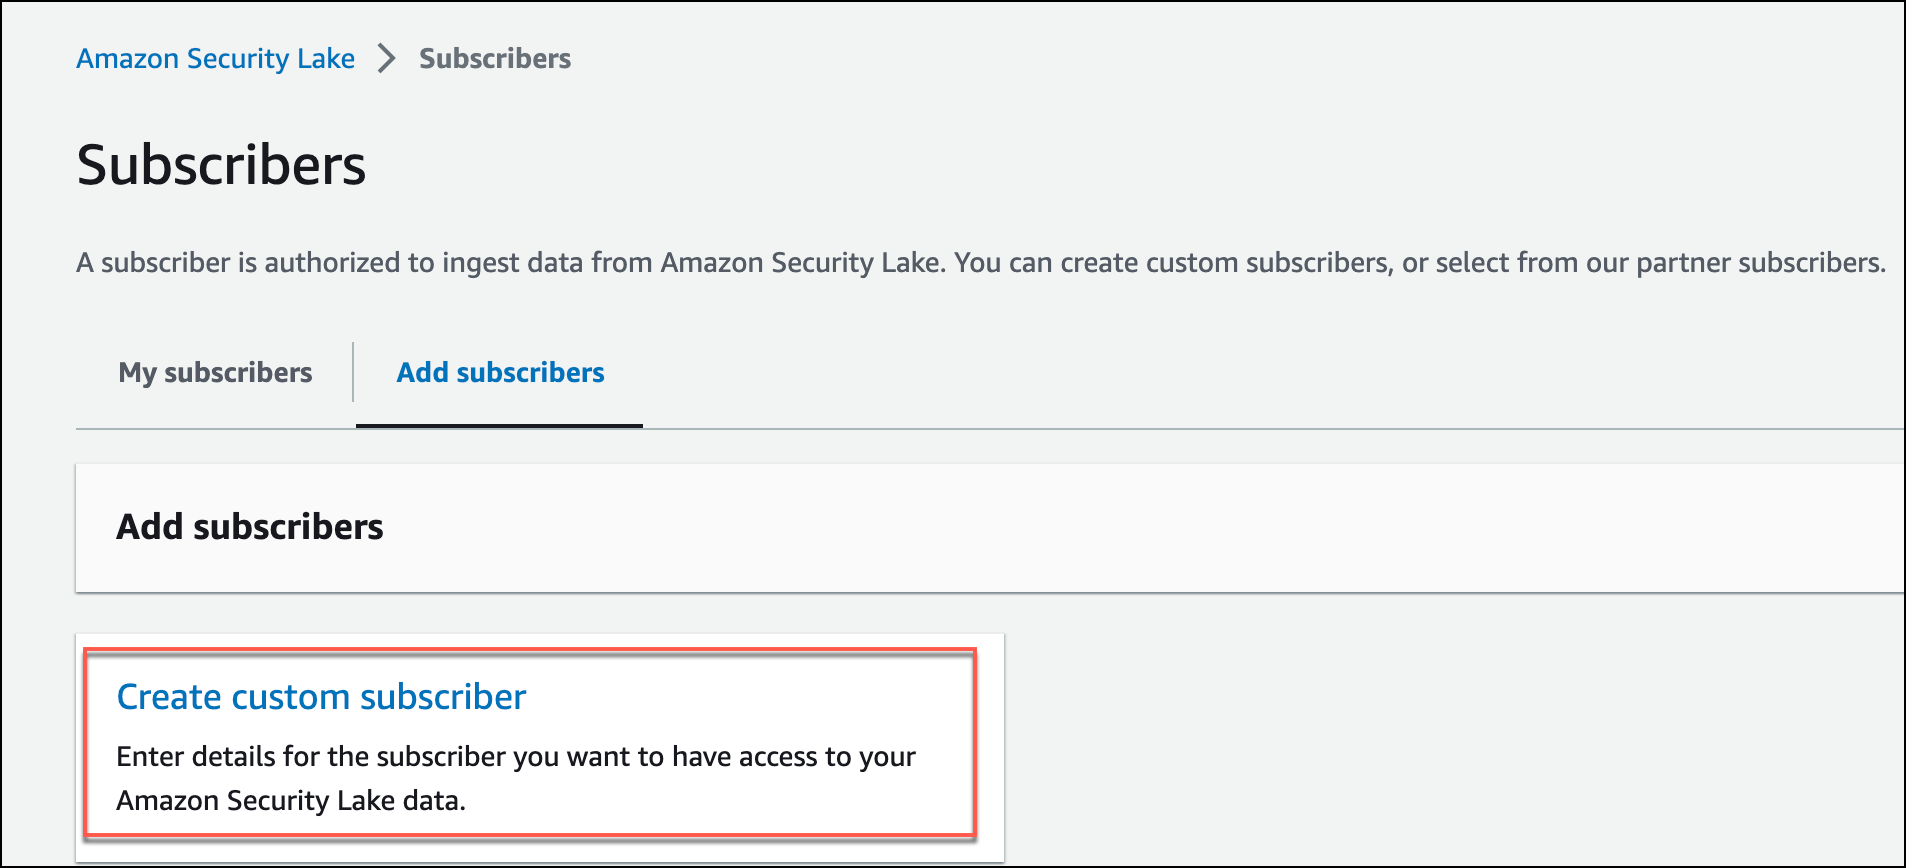 Amazon Security Lake > Subscribers
Subscribers
A subscriber is authorized to ingest data from Amazon Security Lake. You can create custom subscribers, or select from our partner subscribers.
My subscribers Add subscribers
Add subscribers
Create custom subscriber
Enter details for the subscriber you want to have access to your
Amazon Security Lake data.